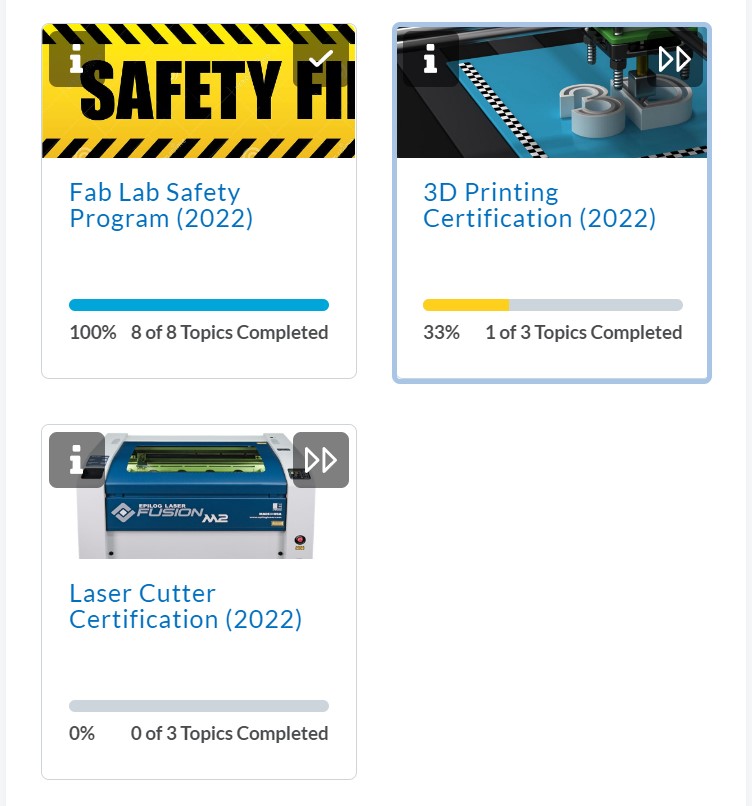 SAFETY FI
Fab Lab Safety
Program (2022)
100% 8 of 8 Topics Completed
3D Printing
Certification (2022)
33% 1 of 3 Topics Completed
EPILOG LASER
FUSION M2
Laser Cutter
Certification (2022)
0% 0 of 3 Topics Completed